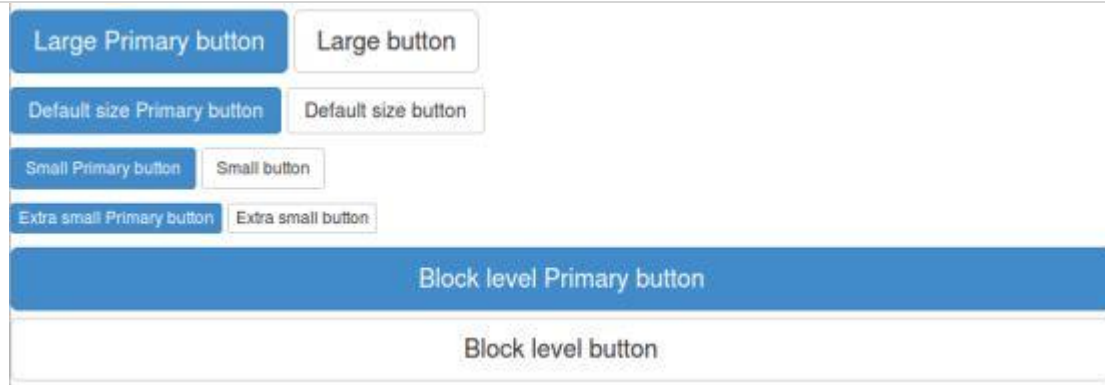 Large Primary button Large button
Default size Primary button Default size button
Small Primary button Small button
Extra small Primary button Extra small button
Block level Primary button
Block level button